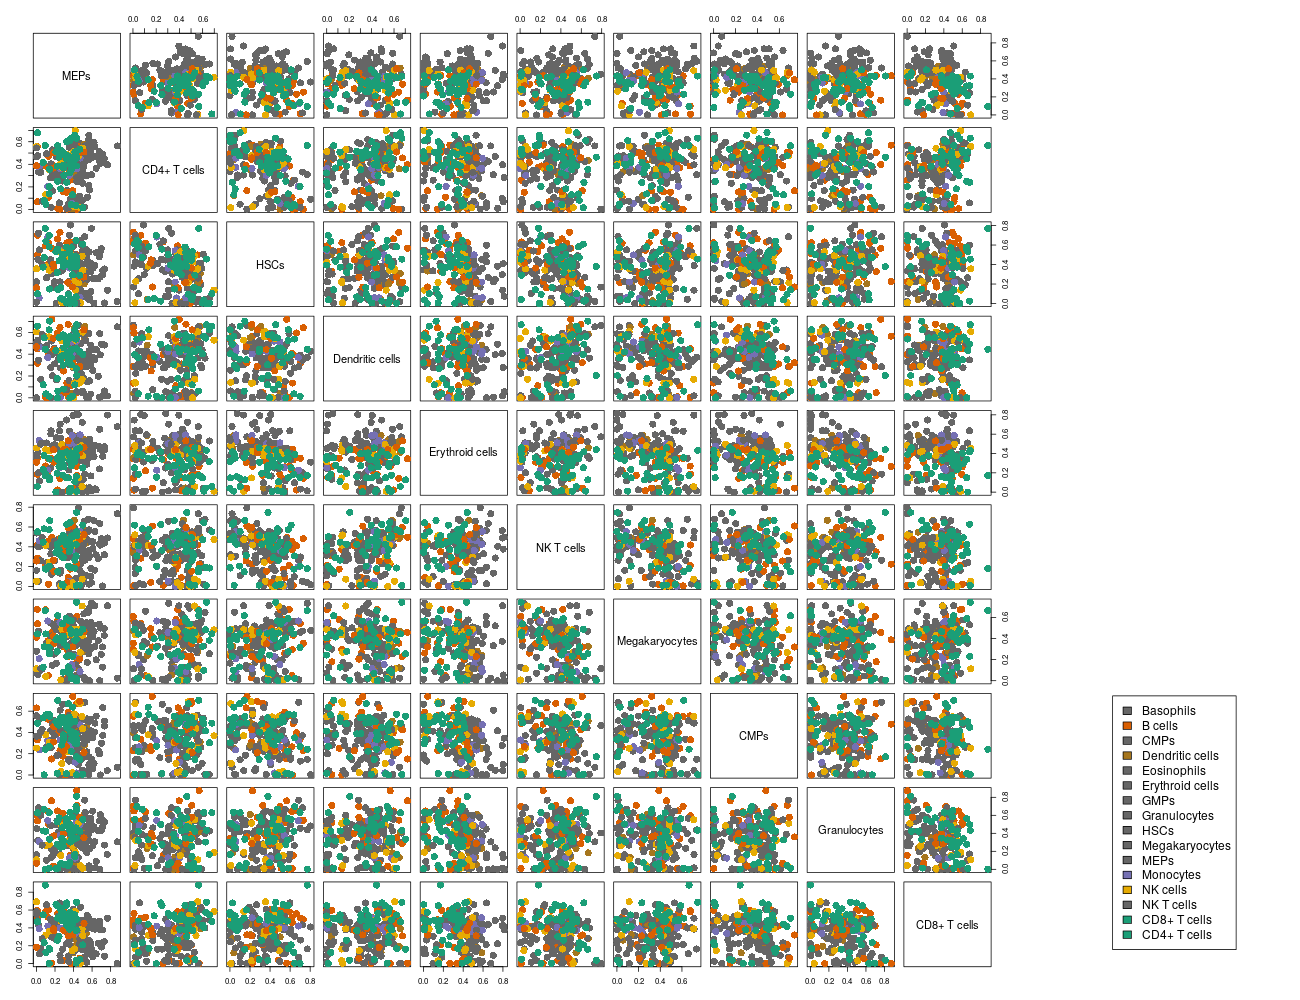 0.0 0.2 0.4 0.6
0.0 0.2 0.4 0.6
0.0 0.2 0.4 0.6 0.8
0.0 0.2 0.4 0.6
0.0 0.2 0.4 0.6 0.8
MEPs
0.0 0.2 0.4 0.6 0.8
0.0 0.2 0.4 0.6
CD4+ T cells
HSCs
0.0 0.2 0.4 0.6 0.8
0.0 0.2 0.4 0.6
Dendritic cells
Erythroid cells
0.0 0.2 0.4 0.6 0.8
0.0 0.2 0.4 0.6 0.8
NK T cells
Megakaryocytes
0.0 0.2 0.4 0.6
0.0 0.2 0.4 0.6
CMPs
Granulocytes
0.0 0.2 0.4 0.6 0.8
0.0 0.2 0.4 0.6 0.8
CD8+ T cells
0.0 0.2 0.4 0.6 0.8
0.0 0.2 0.4 0.6 0.8
0.0 0.2 0.4 0.6 0.8
0.0 0.2 0.4 0.6
0.0 0.2 0.4 0.6 0.8
Basophils
B cells
CMPs
Dendritic cells
Eosinophils
Erythroid cells
GMPs
Granulocytes
HSCs
Megakaryocytes
MEPs
Monocytes
NK cells
NK T cells
CD8+ T cells
CD4+ T cells